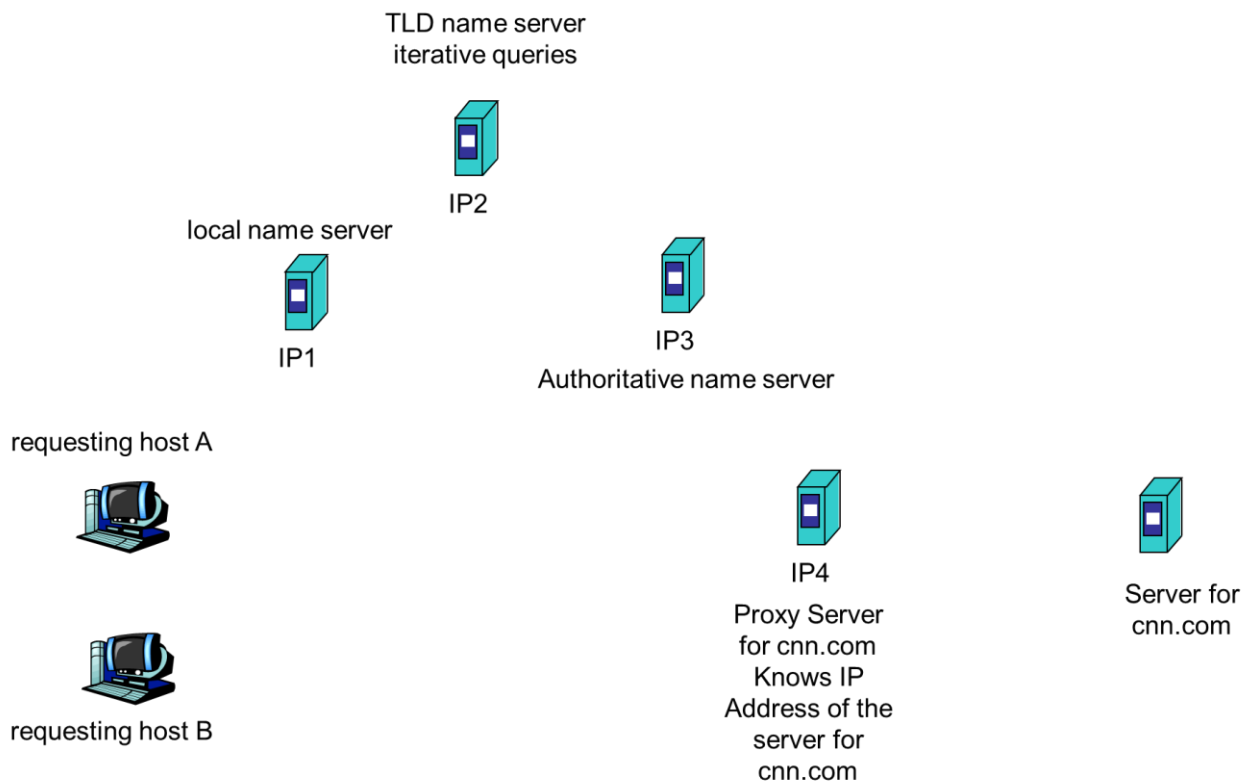 TLD name server
iterative queries
IP2
local name server
IP1
IP3
Authoritative name server
requesting host A
IP4
Proxy Server
for cnn.com
Knows IP
Address of the
server for
cnn.com
Server for
cnn.com
requesting host B